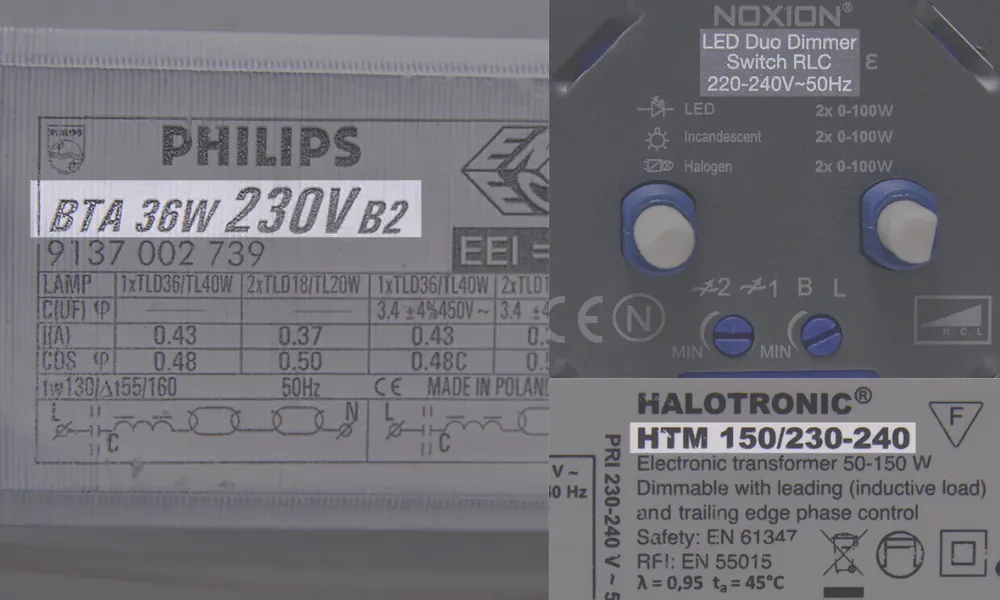 PHILIPS
BTA 36W 230V B2
9137 002 739
EEI =
LAMP 1xTLD36/TL40W 2xTLD18/TL20W 1xTLD36/TL40W
C(UF) φ 3.4 ±4%450V~ 3.4
I(A) 0.43 0.37 0.43
COS φ 0.48 0.50 0.48C
tw130/Δt55/160 50Hz CE MADE IN POLAND
L N L
C C
NOXION®
LED Duo Dimmer
Switch RLC
220-240V~50Hz
LED 2x 0-100W
Incandescent 2x 0-100W
Halogen 2x 0-100W
2 1 B L
CE N
MIN MIN
R.C.L
HALOTRONIC®
HTM 150/230-240
F
Electronic transformer 50-150 W
Dimmable with leading (inductive load)
and trailing edge phase control
Safety: EN 61347
RFI: EN 55015
λ = 0,95 ta = 45°C
PRI 230-240 V ~ 5
V ~
Hz